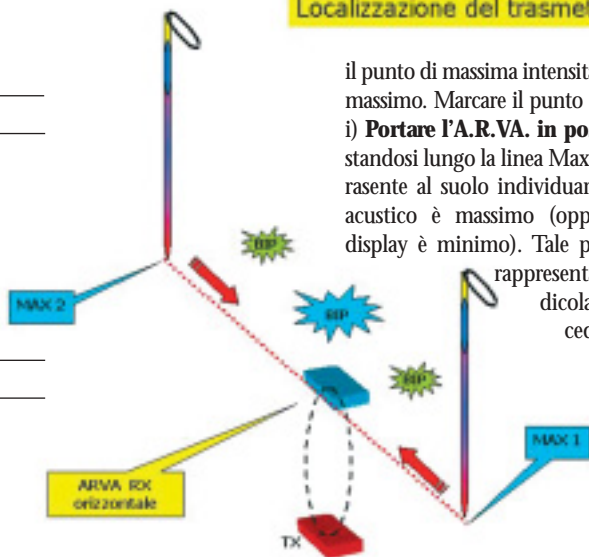 Localizzazione del trasmet
il punto di massima intensit
massimo. Marcare il punto
i) Portare l'A.R.VA. in po
standosi lungo la linea Max
rasente al suolo individuan
acustico è massimo (opp
display è minimo). Tale p
rappresent
dicola
ced
BIP
MAX 2
BIP
BIP
MAX 1
ARVA RX
orizzontale
TX